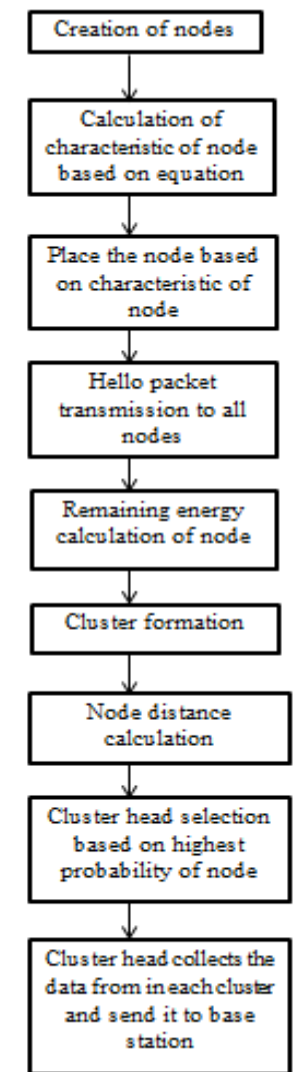 Creation of nodes
Calculation of
characteristic of node
based on equation
Place the node based
on characteristic of
node
Hello packet
transmission to all
nodes
Remaining energy
calculation of node
Cluster formation
Node distance
calculation
Cluster head selection
based on highest
probability of node
Cluster head collects the
data from in each cluster
and send it to base
station